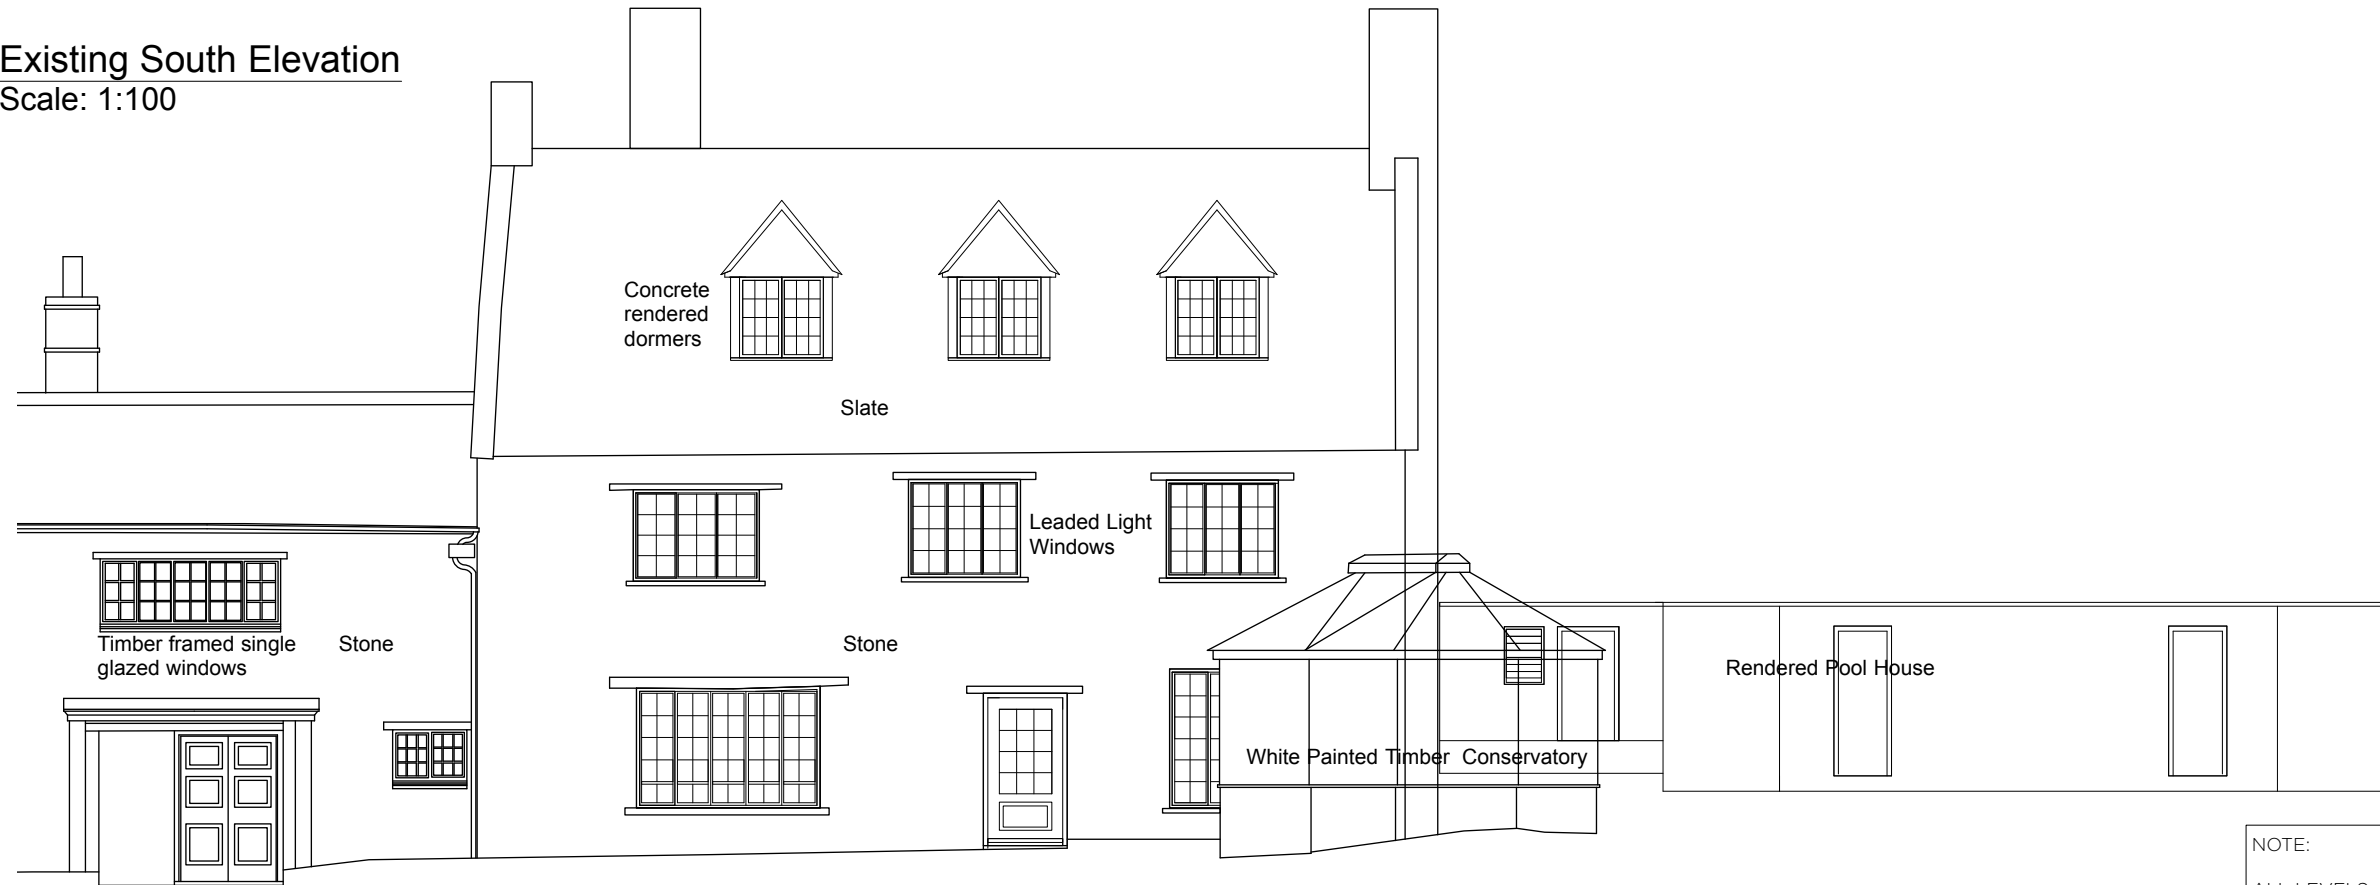 Existing South Elevation
Scale: 1:100
Concrete
rendered
dormers
Slate
Leaded Light
Windows
Timber framed single
glazed windows
Stone
Stone
Rendered Pool House
White Painted Timber Conservatory
NOTE: